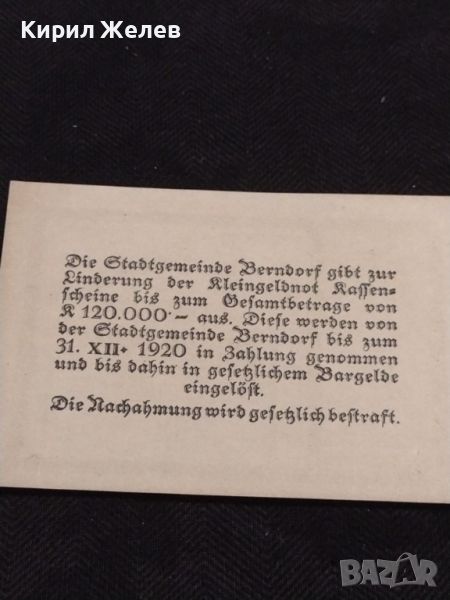 Кирил Желев
Die Stadtgemeinde Berndorf gibt zur
Linderung der Kleingeldnot Kassen-
scheine bis zum Gesamtbetrage von
K 120.000·— aus. Diese werden von
der Stadtgemeinde Berndorf bis zum
31. XII. 1920 in Zahlung genommen
und bis dahin in gesetzlichem Bargelde
eingelöst.
Die Nachahmung wird gesetzlich bestraft.
BAZAR